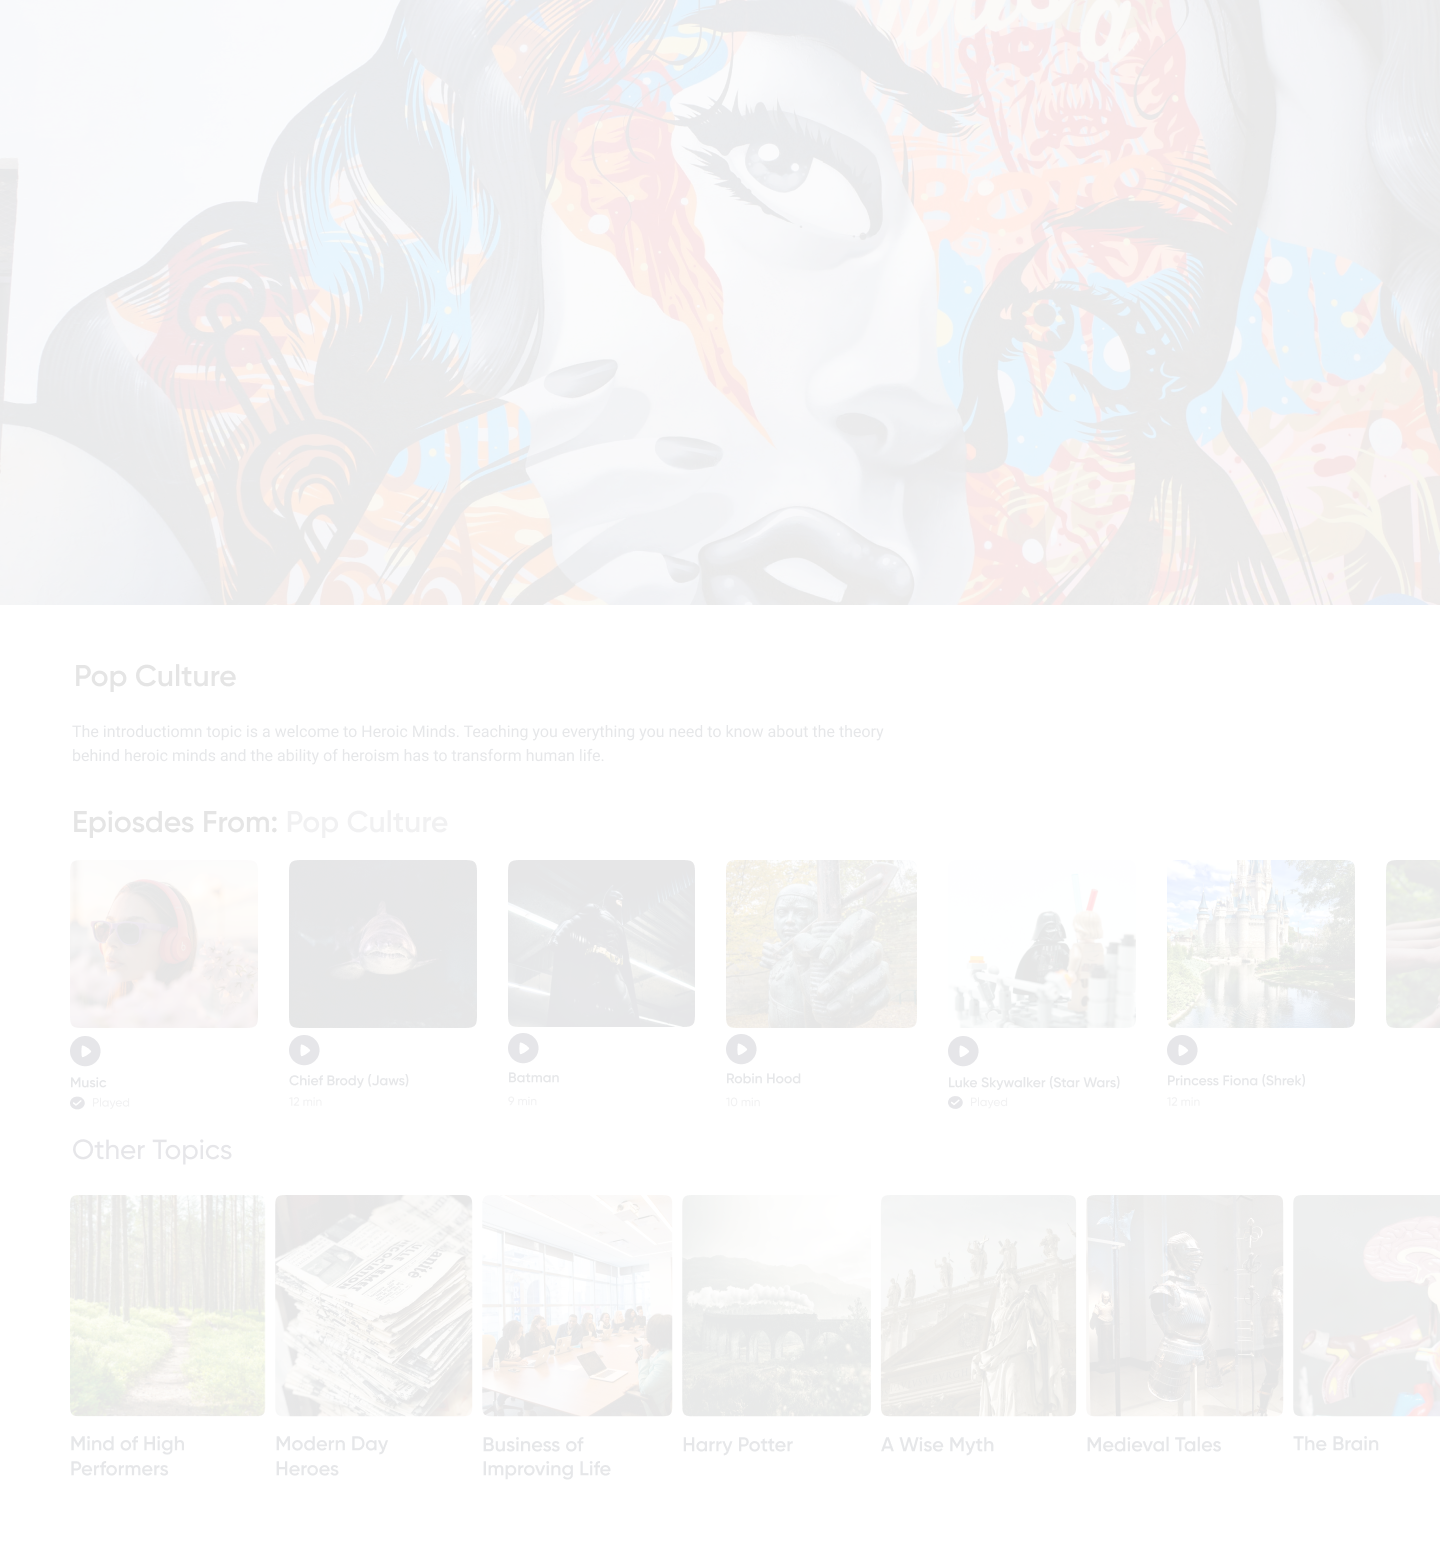 Pop Culture
The introductiomn topic is a welcome to Heroic Minds. Teaching you everything you need to know about the theory
behind heroic minds and the ability of heroism has to transform human life.
Epiosdes From: Pop Culture
Music
Played
Chief Brody (Jaws)
12 min
Batman
9 min
Robin Hood
10 min
Luke Skywalker (Star Wars)
Played
Princess Fiona (Shrek)
12 min
Other Topics
Mind of High
Performers
Modern Day
Heroes
Business of
Improving Life
Harry Potter
A Wise Myth
Medieval Tales
The Brain